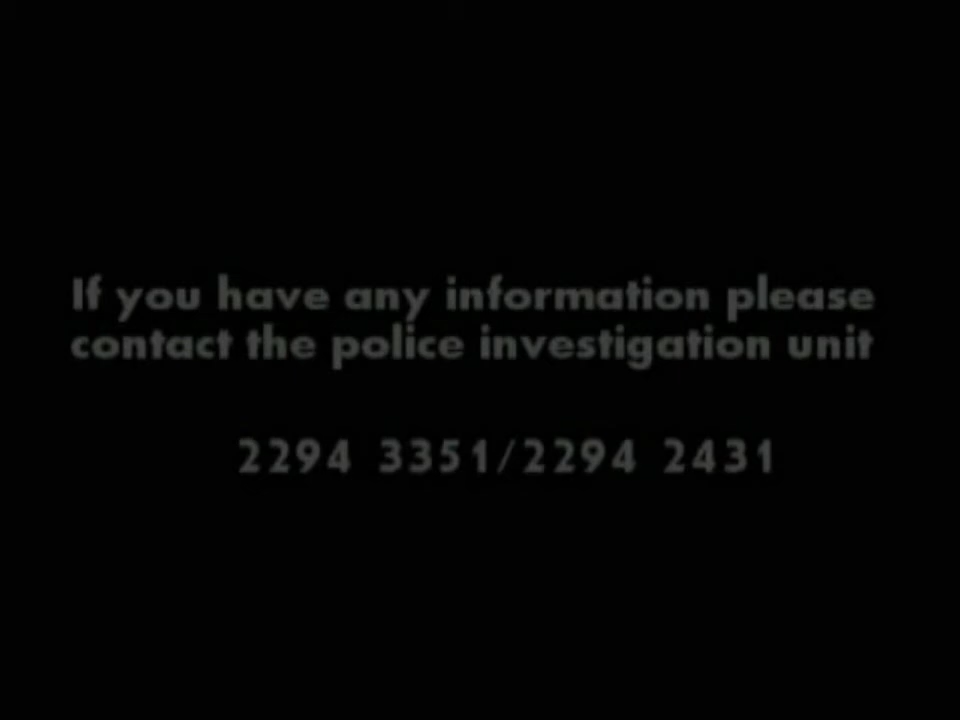 If you have any information please
contact the police investigation unit
2294 3351/2294 2431